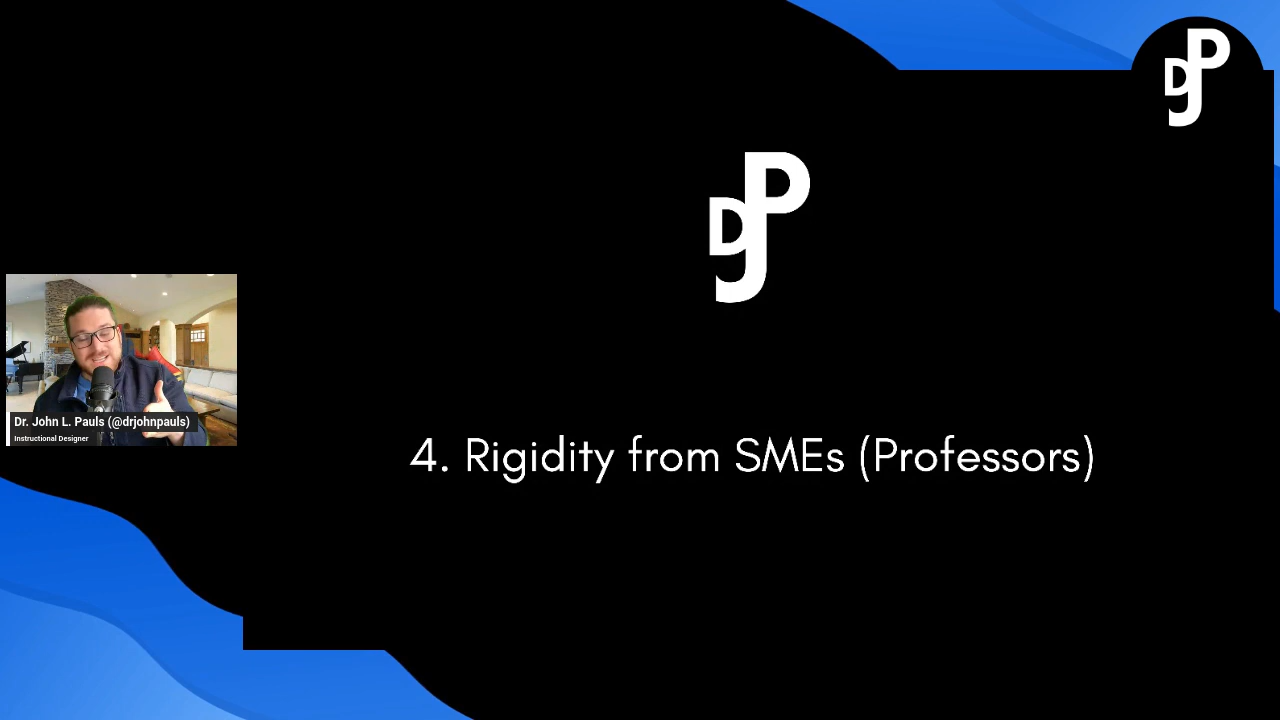 DJP
DJP
Dr. John L. Pauls (@drjohnpauls)
Instructional Designer
4. Rigidity from SMEs (Professors)